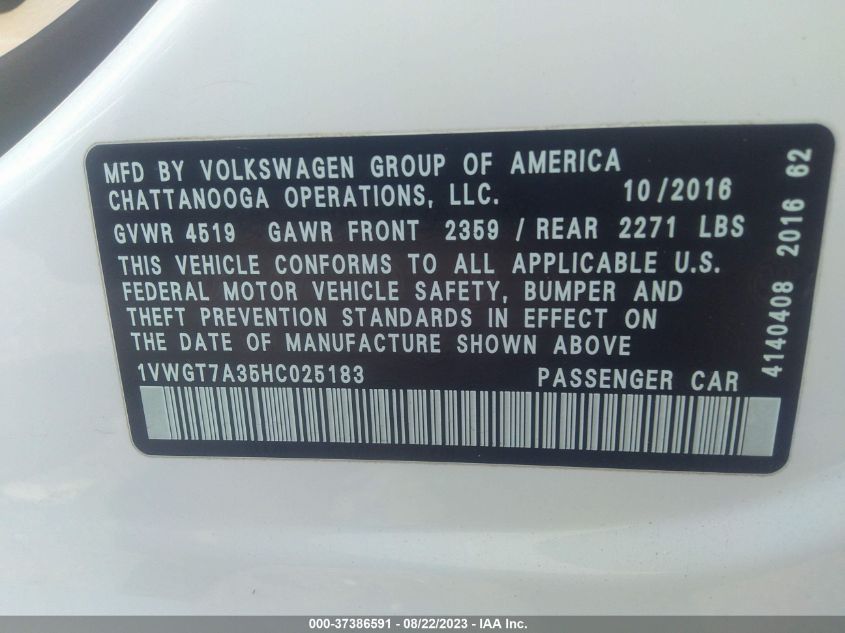 MFD BY VOLKSWAGEN GROUP OF AMERICA
CHATTANOOGA OPERATIONS, LLC. 10/2016
GVWR 4519 GAWR FRONT 2359 / REAR 2271 LBS
THIS VEHICLE CONFORMS TO ALL APPLICABLE U.S.
FEDERAL MOTOR VEHICLE SAFETY, BUMPER AND
THEFT PREVENTION STANDARDS IN EFFECT ON
THE DATE OF MANUFACTURE SHOWN ABOVE
1VWGT7A35HC025183 PASSENGER CAR
4140408 2016 62
000-37386591 - 08/22/2023 - IAA Inc.